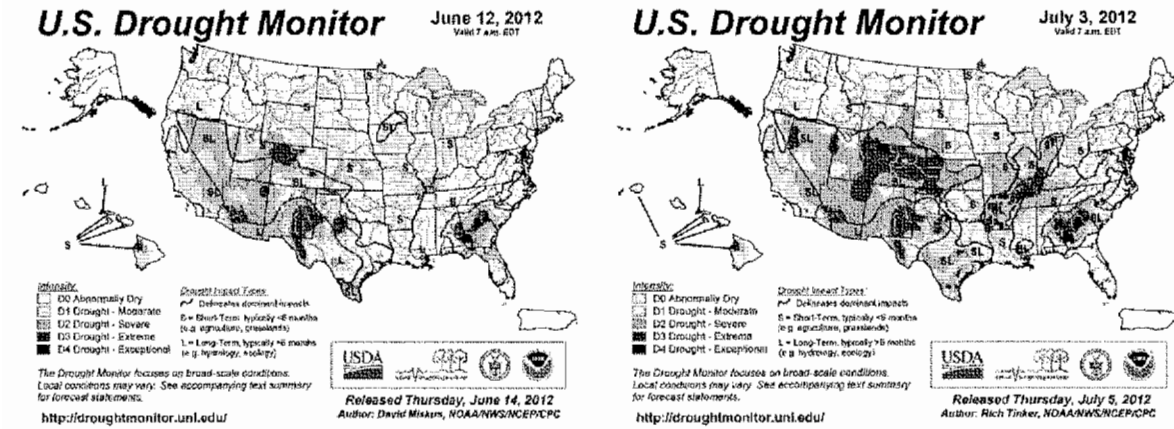 U.S. Drought Monitor
June 12, 2012
Valid 7 a.m. EDT
Intensity:
D0 Abnormally Dry
D1 Drought - Moderate
D2 Drought - Severe
D3 Drought - Extreme
D4 Drought - Exceptional
Drought Impact Types:
Delineates dominant impacts
S = Short-Term, typically <6 months
(e.g. agriculture, grasslands)
L = Long-Term, typically >6 months
(e.g. hydrology, ecology)
The Drought Monitor focuses on broad-scale conditions.
Local conditions may vary. See accompanying text summary
for forecast statements.
USDA
http://droughtmonitor.unl.edu/
Released Thursday, June 14, 2012
Author: David Miskus, NOAA/NWS/NCEP/CPC
U.S. Drought Monitor
July 3, 2012
Valid 7 a.m. EDT
Intensity:
D0 Abnormally Dry
D1 Drought - Moderate
D2 Drought - Severe
D3 Drought - Extreme
D4 Drought - Exceptional
Drought Impact Types:
Delineates dominant impacts
S = Short-Term, typically <6 months
(e.g. agriculture, grasslands)
L = Long-Term, typically >6 months
(e.g. hydrology, ecology)
The Drought Monitor focuses on broad-scale conditions.
Local conditions may vary. See accompanying text summary
for forecast statements.
USDA
http://droughtmonitor.unl.edu/
Released Thursday, July 5, 2012
Author: Rich Tinker, NOAA/NWS/NCEP/CPC